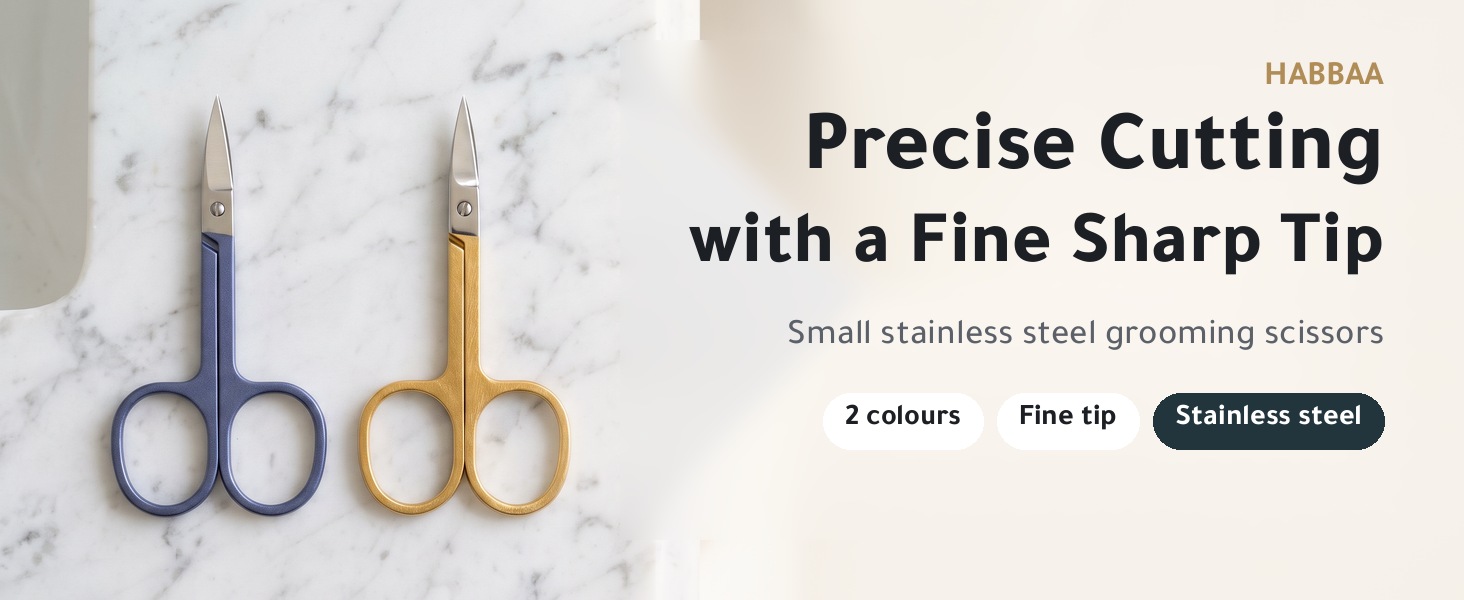 HABBAA
Precise Cutting
with a Fine Sharp Tip
Small stainless steel grooming scissors
2 colours
Fine tip
Stainless steel